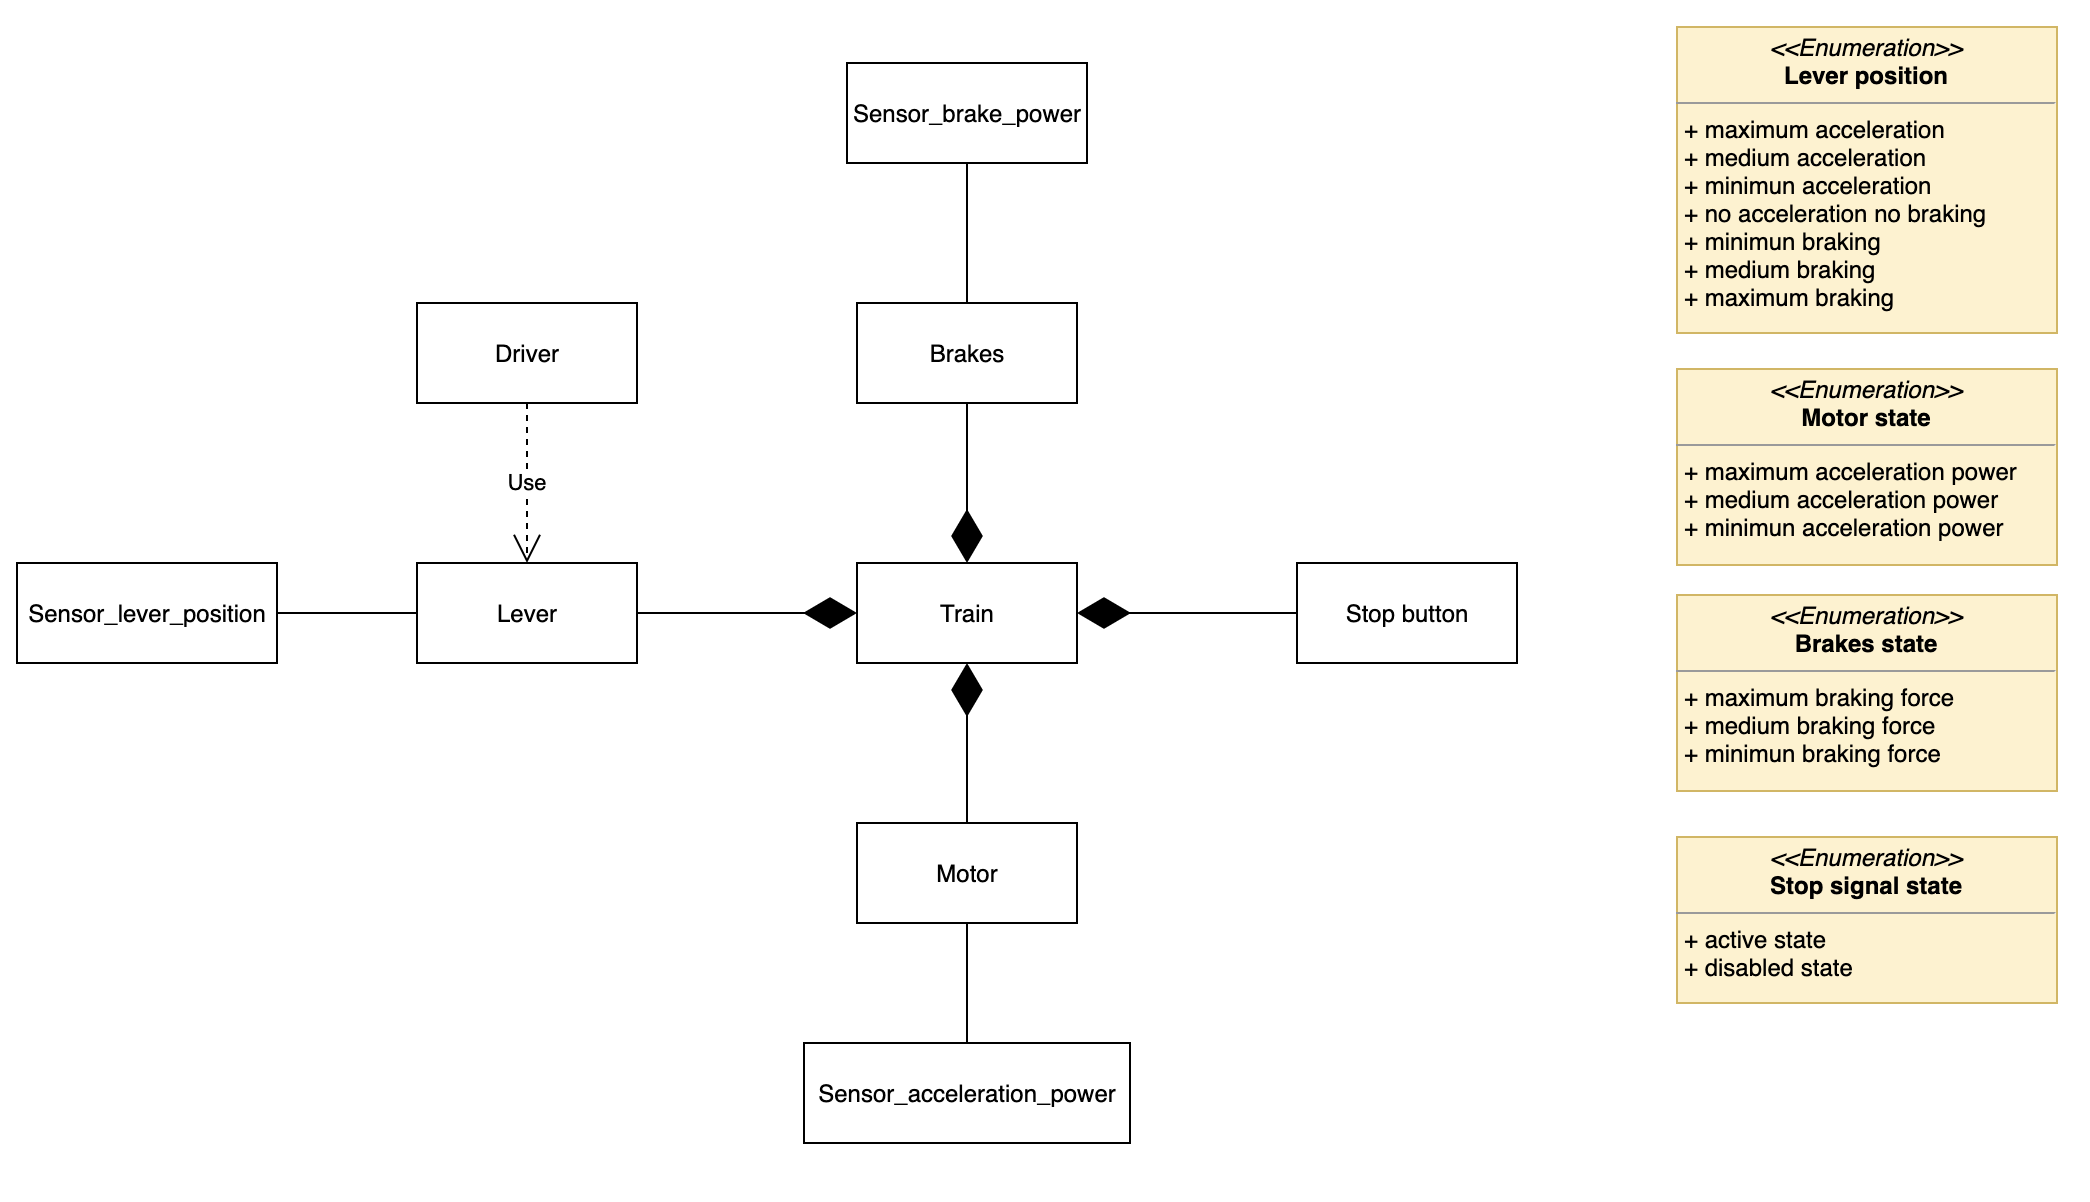 Sensor_brake_power
Driver
Brakes
Use
Sensor_lever_position
Lever
Train
Stop button
Motor
Sensor_acceleration_power
<<Enumeration>>
Lever position
+ maximum acceleration
+ medium acceleration
+ minimun acceleration
+ no acceleration no braking
+ minimun braking
+ medium braking
+ maximum braking
<<Enumeration>>
Motor state
+ maximum acceleration power
+ medium acceleration power
+ minimun acceleration power
<<Enumeration>>
Brakes state
+ maximum braking force
+ medium braking force
+ minimun braking force
<<Enumeration>>
Stop signal state
+ active state
+ disabled state